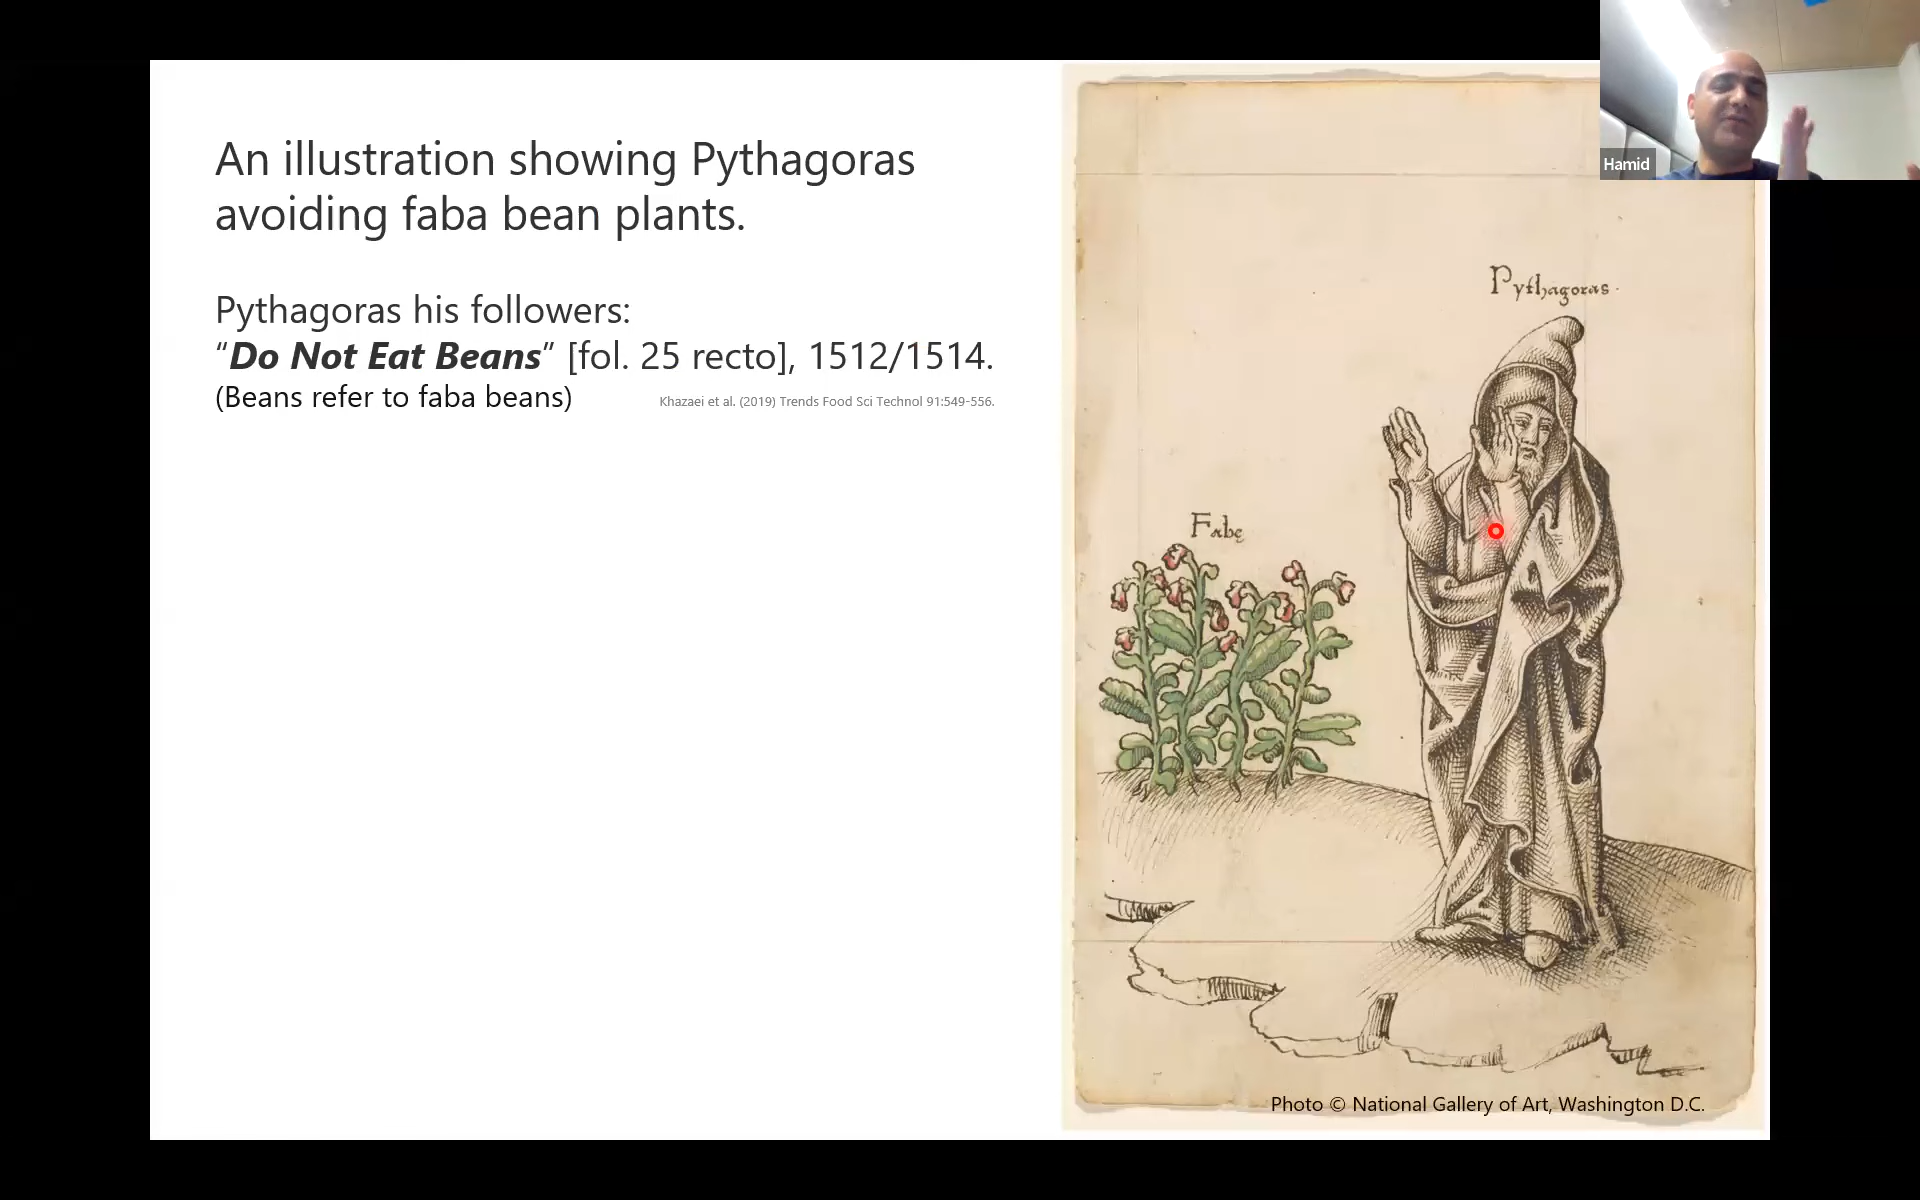 An illustration showing Pythagoras
avoiding faba bean plants.
Pythagoras his followers:
“Do Not Eat Beans” [fol. 25 recto], 1512/1514.
(Beans refer to faba beans)
Khazaei et al. (2019) Trends Food Sci Technol 91:549-556.
Hamid
Pythagoras.
Fabę
Photo © National Gallery of Art, Washington D.C.